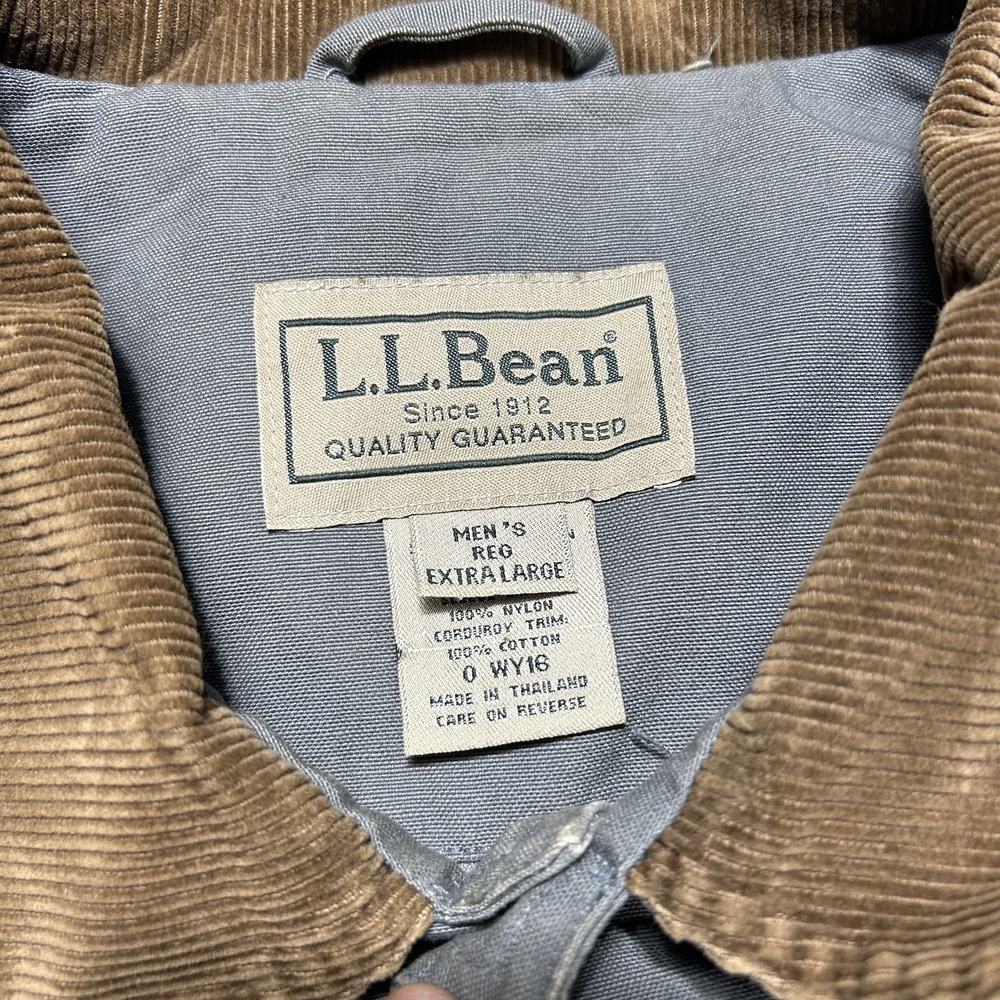 L.L.Bean®
Since 1912
QUALITY GUARANTEED
MEN'S
REG
EXTRA LARGE
100% NYLON
CORDUROY TRIM:
100% COTTON
0 WY16
MADE IN THAILAND
CARE ON REVERSE